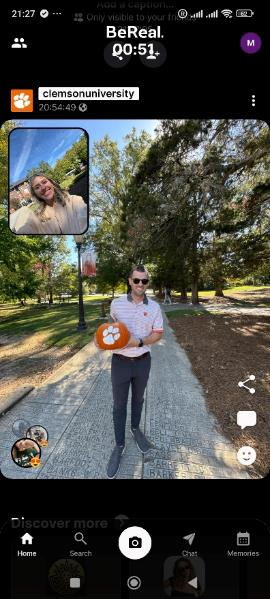 21:27
62
Add a caption...
Only visible to your friends
BeReal.
00:51
M
clemsonuniversity
20:54:49
Discover more
Home
Search
Chat
Memories